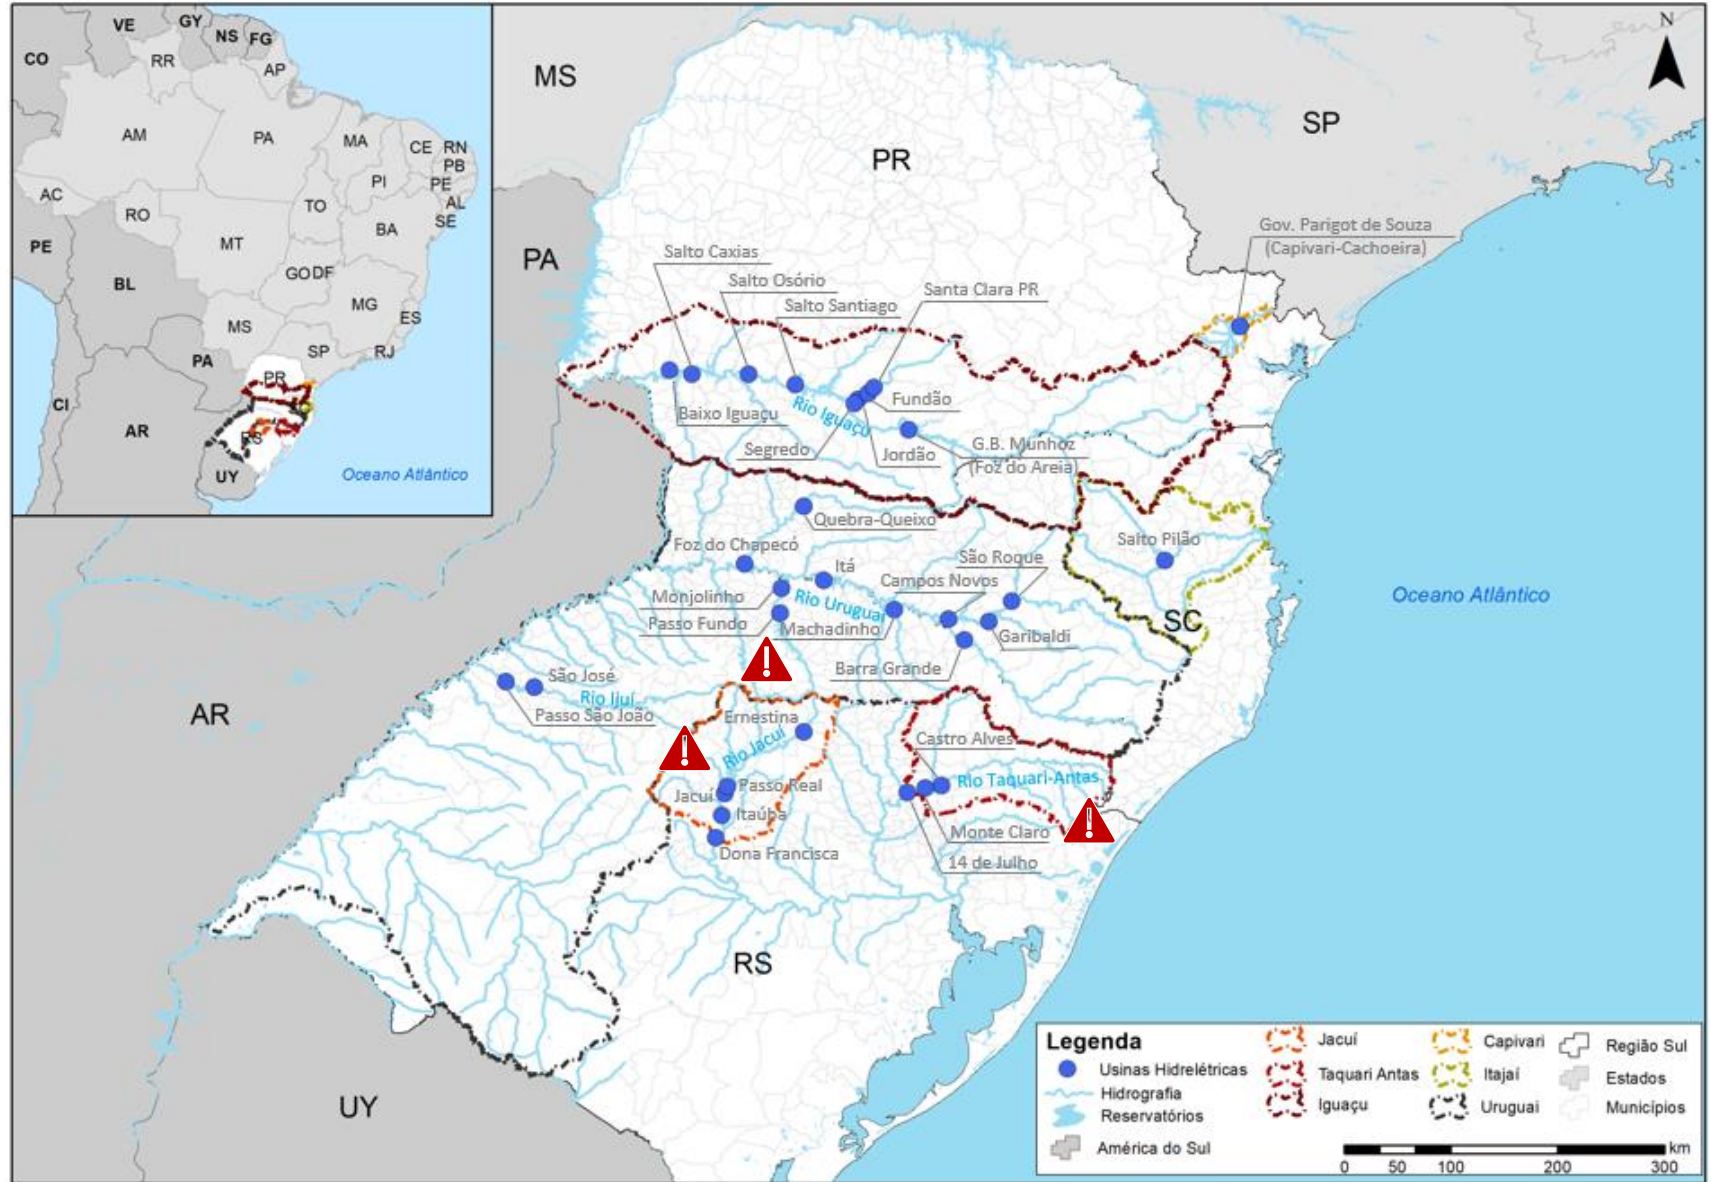 VE
GY
NS
FG
CO
RR
AP
AM
PA
MA
CE
RN
PB
PI
PE
AC
AL
TO
SE
RO
BA
PE
MT
GO
DF
BL
MG
ES
MS
SP
RJ
PA
PR
CI
AR
RS
UY
Oceano Atlântico
MS
N
SP
PR
PA
Gov. Parigot de Souza
(Capivari-Cachoeira)
Salto Caxias
Salto Osório
Santa Clara PR
Salto Santiago
Baixo Iguaçu
Rio Iguaçu
Fundão
Segredo
Jordão
G.B. Munhoz
(Foz do Areia)
Quebra-Queixo
Foz do Chapecó
Salto Pilão
Itá
São Roque
Campos Novos
Monjolinho
Rio Uruguai
Passo Fundo
Machadinho
Garibaldi
SC
Barra Grande
São José
Rio Ijuí
Passo São João
Ernestina
Rio Jacuí
Castro Alves
Rio Taquari-Antas
Passo Real
Jacuí
Itaúba
Monte Claro
Dona Francisca
14 de Julho
AR
Oceano Atlântico
RS
UY
Legenda
Usinas Hidrelétricas
Hidrografia
Reservatórios
América do Sul
Jacuí
Taquari Antas
Iguaçu
Capivari
Itajaí
Uruguai
Região Sul
Estados
Municípios
km
0 50 100 200 300